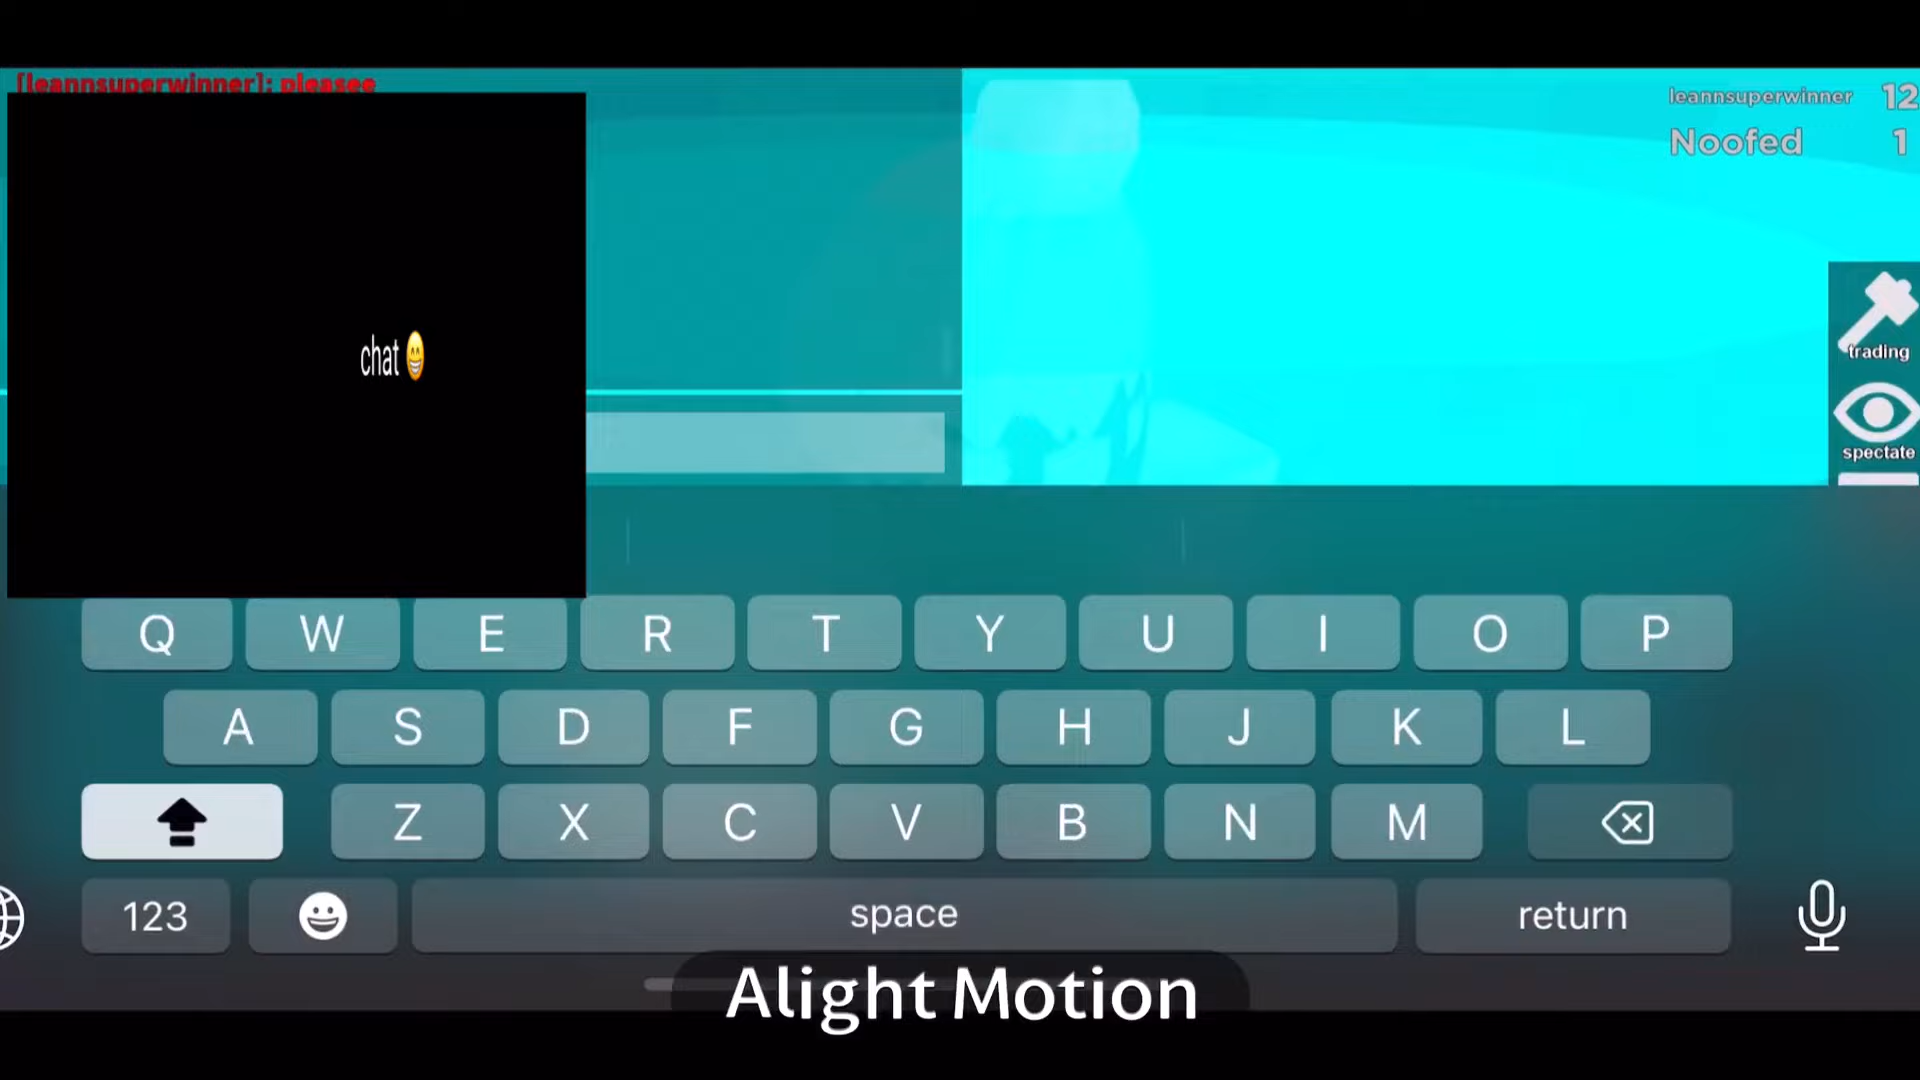 [leannsuperwinner]: pleasee
leannsuperwinner 12
Noofed 1
chat😁
trading
spectate
Q W E R T Y U I O P
A S D F G H J K L
Z X C V B N M
123 space return
Alight Motion